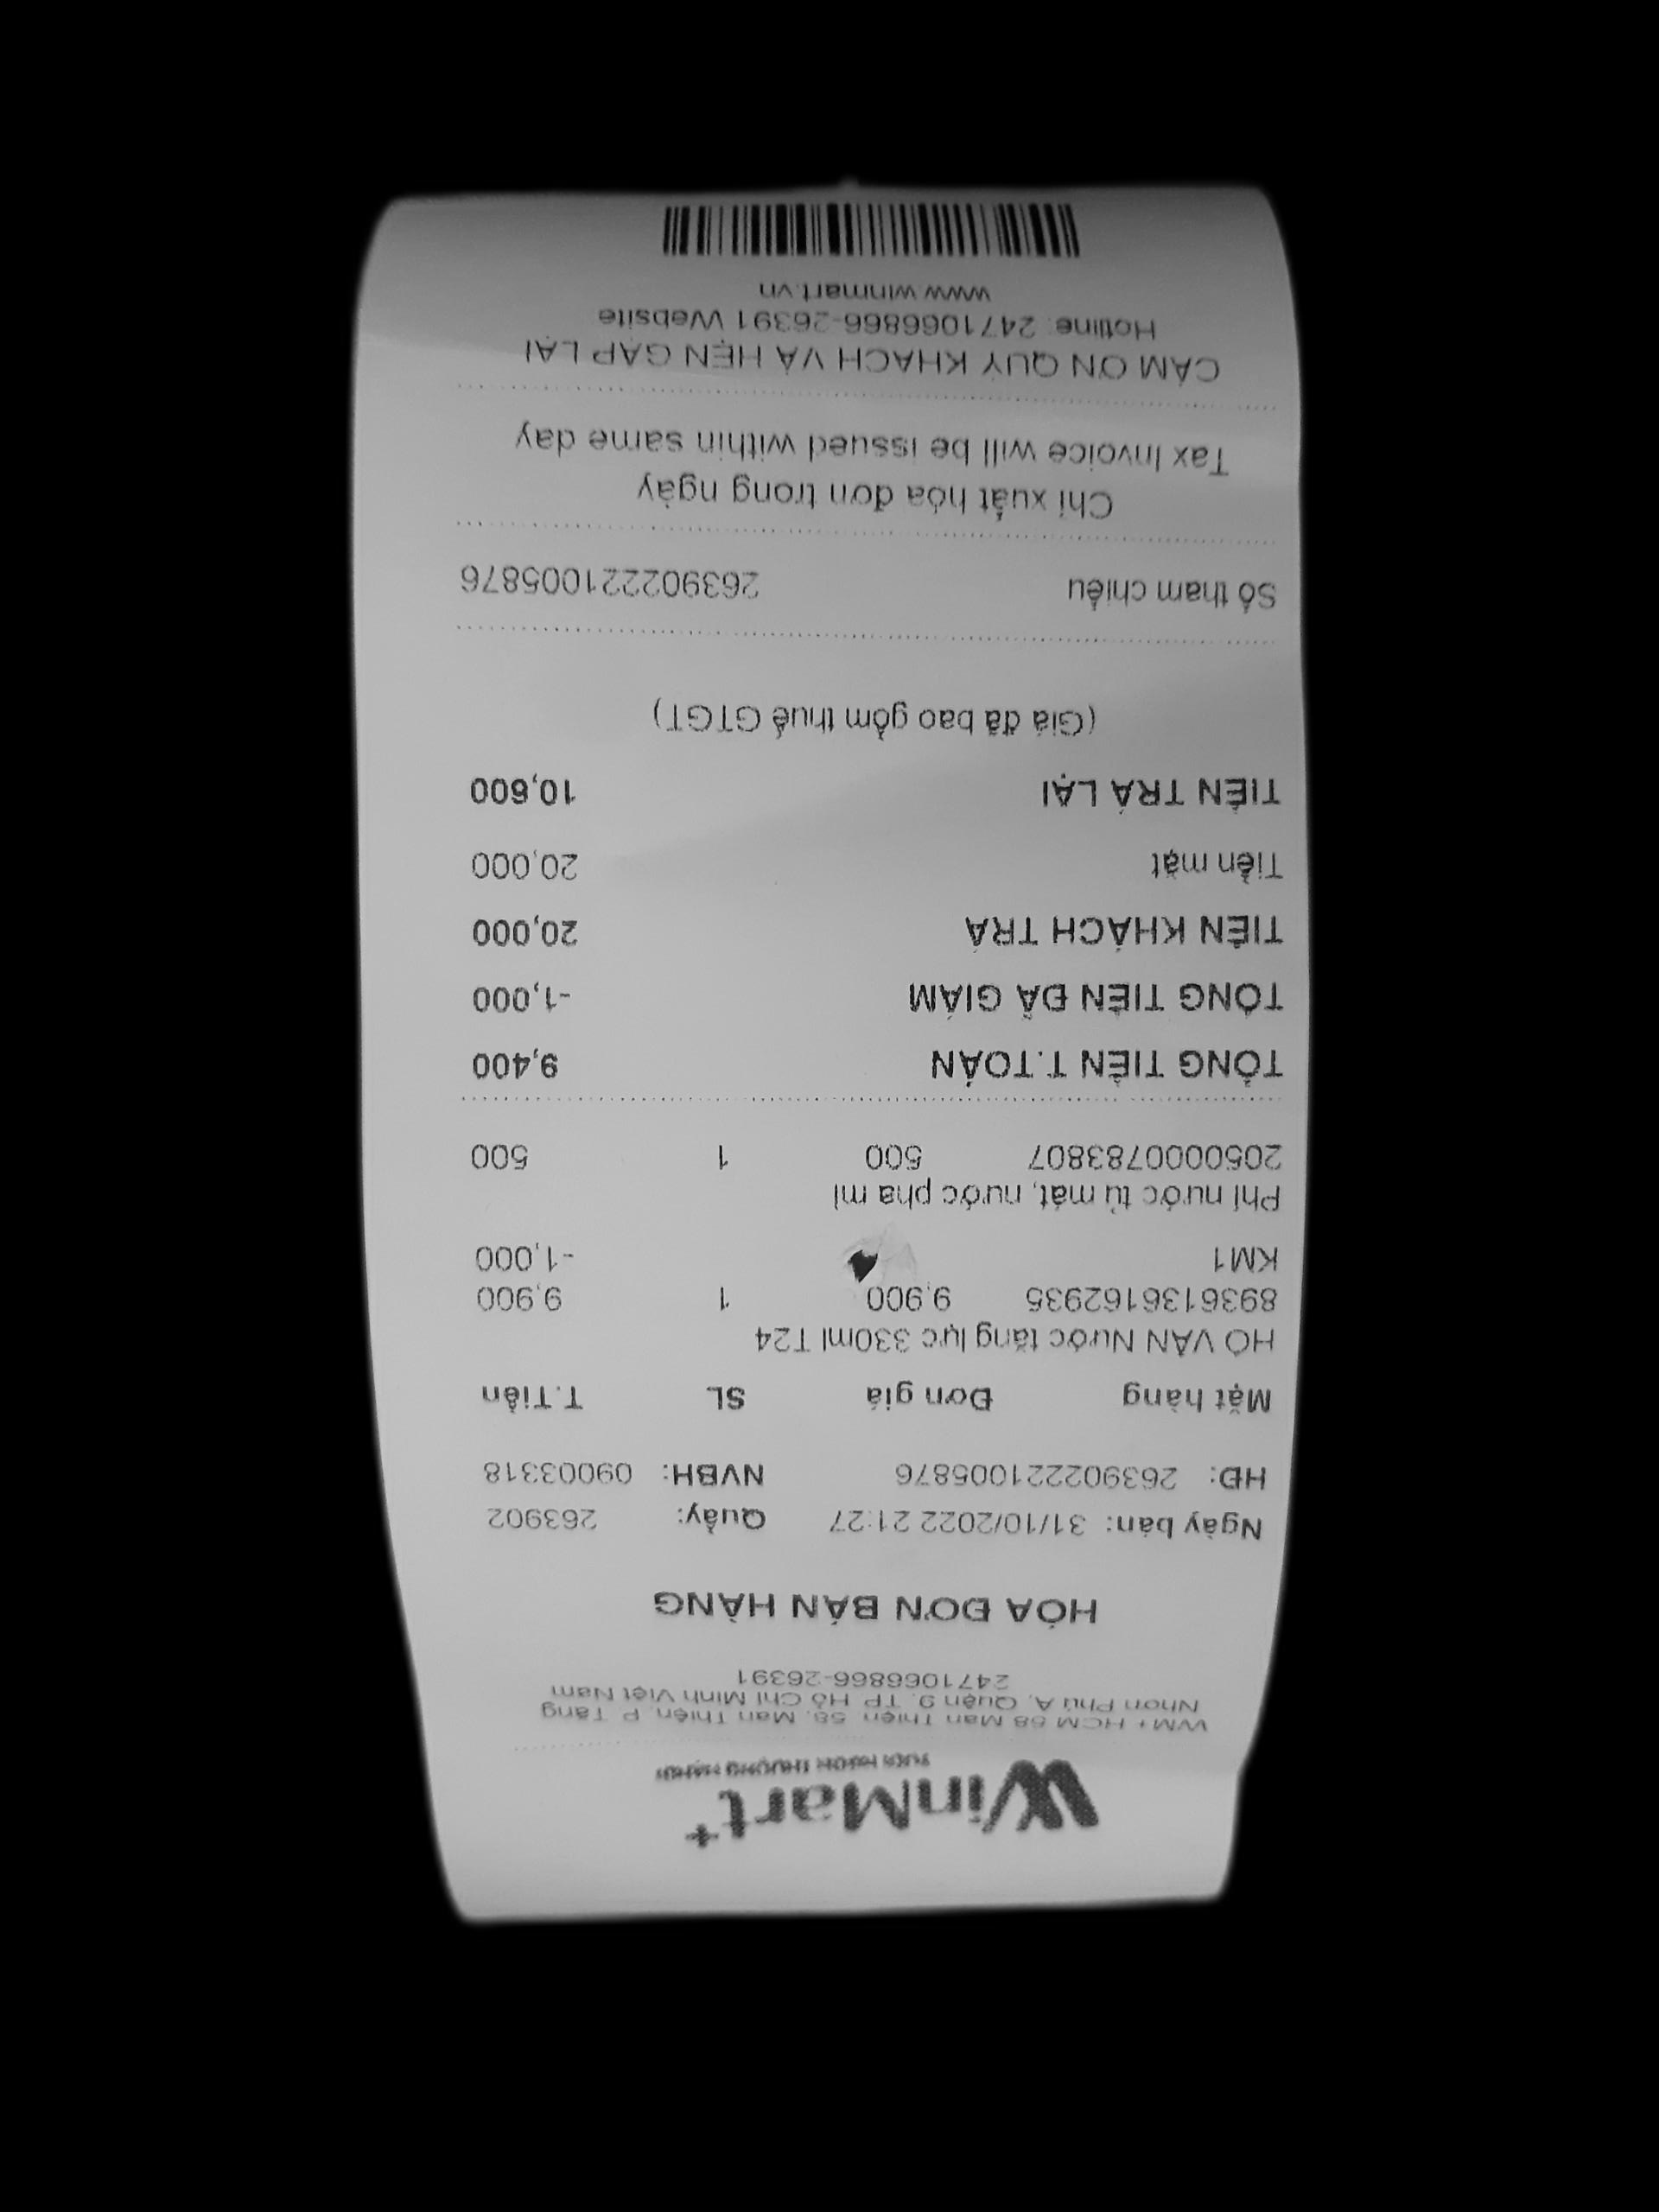 WinMart+
TƯƠI NGON THƯỢNG HẠNG
WM+ HCM 58 Man Thiện 58, Man Thiện, P. Tăng
Nhơn Phú A, Quận 9, TP. Hồ Chí Minh Việt Nam
2471066866-26391
HÓA ĐƠN BÁN HÀNG
Ngày bán: 31/10/2022 21:27 Quầy: 263902
HĐ: 263902221005876 NVBH: 09003318
Mặt hàng Đơn giá SL T.Tiền
HỔ VẰN Nước tăng lực 330ml T24
8936136162935 9,900 1 9,900
KM1 -1,000
Phí nước tủ mát, nước pha mì
2050000783807 500 1 500
TỔNG TIỀN T.TOÁN 9,400
TỔNG TIỀN ĐÃ GIẢM -1,000
TIỀN KHÁCH TRẢ 20,000
Tiền mặt 20,000
TIỀN TRẢ LẠI 10,600
(Giá đã bao gồm thuế GTGT)
Số tham chiếu 263902221005876
Chỉ xuất hóa đơn trong ngày
Tax Invoice will be issued within same day
CẢM ƠN QUÝ KHÁCH VÀ HẸN GẶP LẠI
Hotline: 2471066866-26391 Website
www.winmart.vn